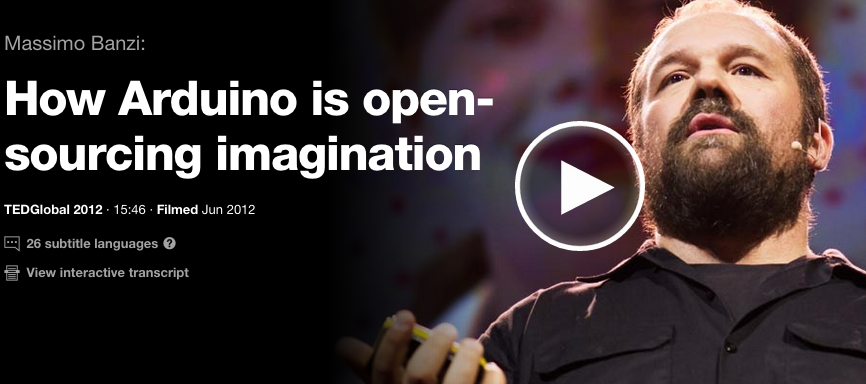 Massimo Banzi:
How Arduino is open-
sourcing imagination
TEDGlobal 2012 · 15:46 · Filmed Jun 2012
26 subtitle languages ?
View interactive transcript